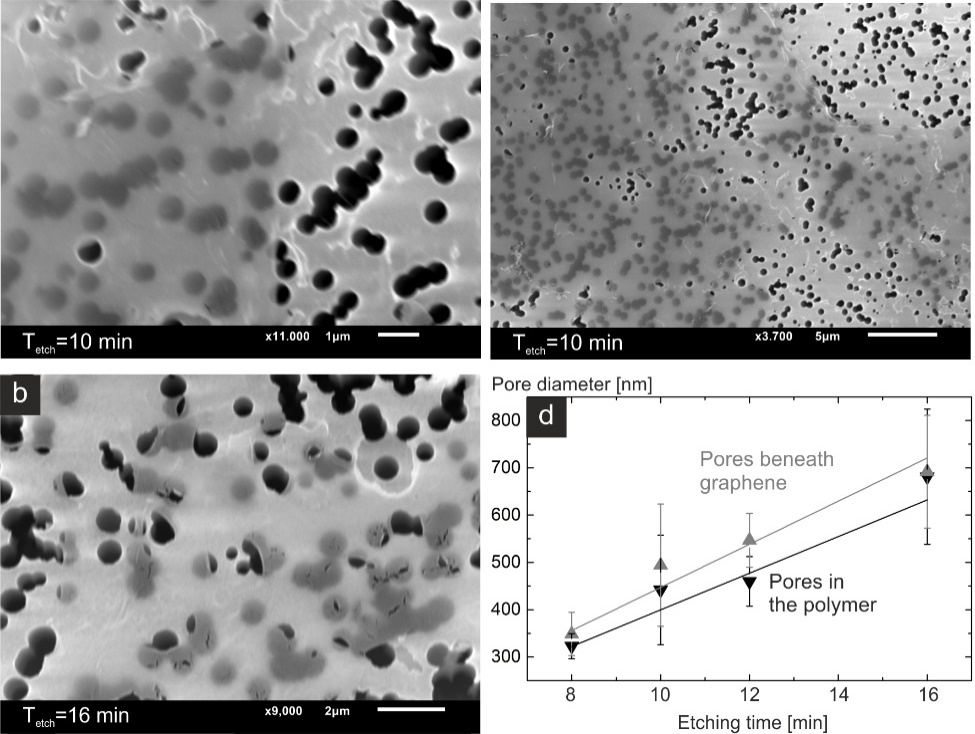 T_etch=10 min x11.000 1µm
T_etch=10 min x3.700 5µm
b
T_etch=16 min x9,000 2µm
Pore diameter [nm]
d
800
700
600
500
400
300
Pores beneath
graphene
Pores in
the polymer
8 10 12 14 16
Etching time [min]